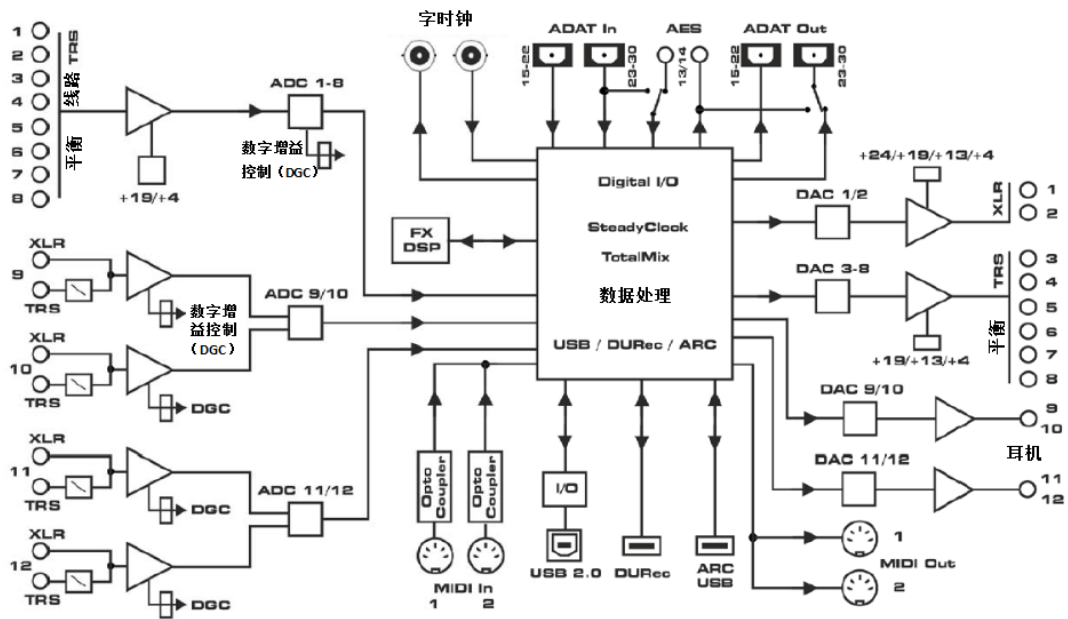 1
2
3
4
5
6
7
8
TRS
线路
平衡
+19/+4
ADC 1-8
数字增益
控制（DGC）
字时钟
ADAT In
15-22
23-30
AES
13/14
ADAT Out
15-22
23-30
Digital I/O
SteadyClock
TotalMix
数据处理
USB / DURec / ARC
FX
DSP
+24/+19/+13/+4
DAC 1/2
XLR
1
2
DAC 3-8
+19/+13/+4
TRS
平衡
3
4
5
6
7
8
XLR
9
TRS
数字增
益控制
（DGC）
ADC 9/10
XLR
10
TRS
DGC
XLR
11
TRS
DGC
ADC 11/12
XLR
12
TRS
DGC
Opto
Coupler
Opto
Coupler
MIDI In
1 2
I/O
USB 2.0
DURec
ARC
USB
DAC 9/10
9
10
耳机
DAC 11/12
11
12
1
MIDI Out
2